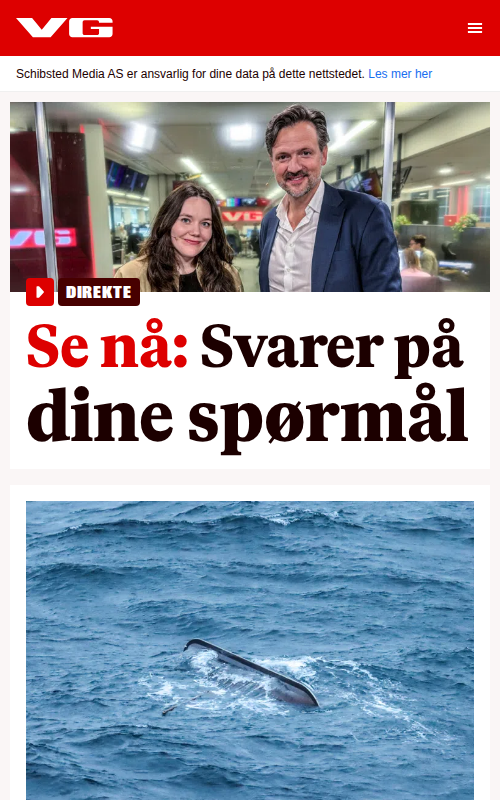 VG
Schibsted Media AS er ansvarlig for dine data på dette nettstedet. Les mer her
VG
VG
DIREKTE
Se nå: Svarer på
dine spørmål